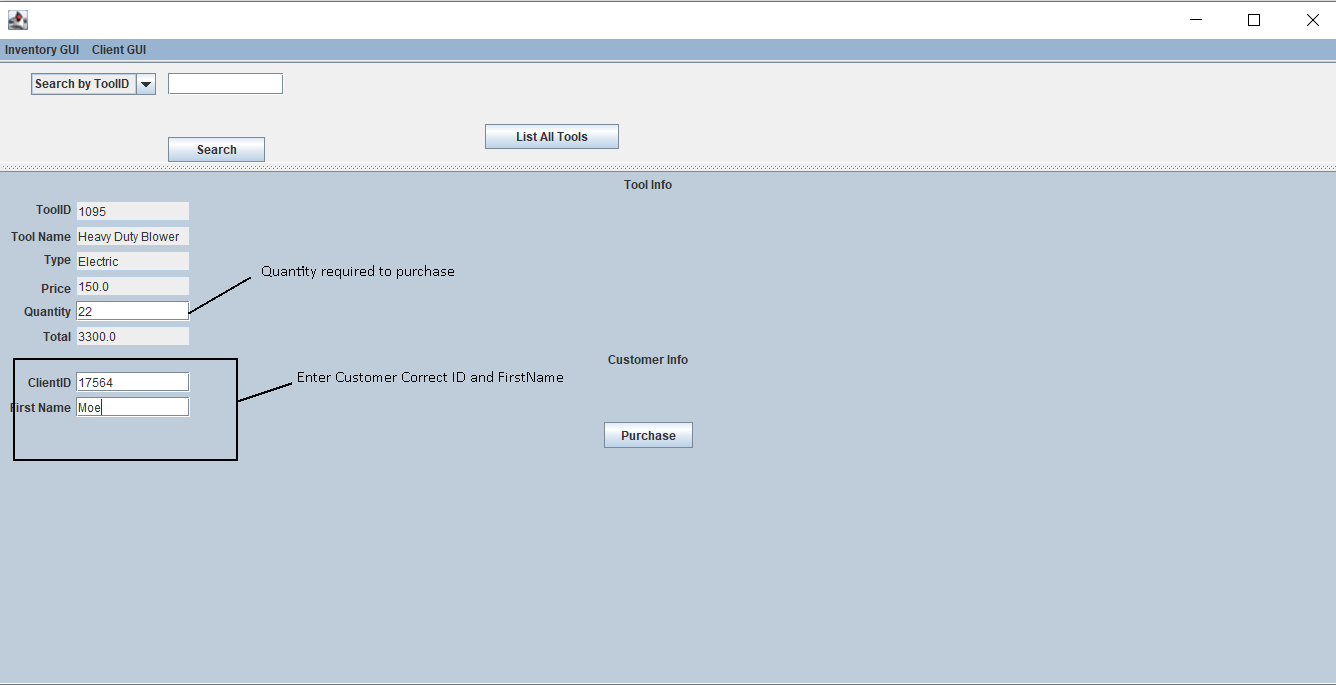 Inventory GUI Client GUI
Search by ToolID
List All Tools
Search
Tool Info
ToolID 1095
Tool Name Heavy Duty Blower
Type Electric
Quantity required to purchase
Price 150.0
Quantity 22
Total 3300.0
Customer Info
Enter Customer Correct ID and FirstName
ClientID 17564
First Name Moe
Purchase